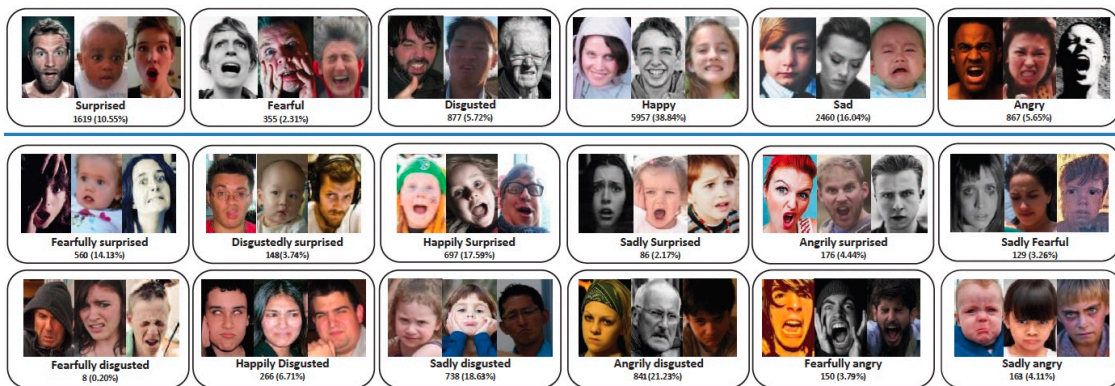 Surprised
1619 (10.55%)
Fearful
355 (2.31%)
Disgusted
877 (5.72%)
Happy
5957 (38.84%)
Sad
2460 (16.04%)
Angry
867 (5.65%)
Fearfully surprised
560 (14.13%)
Disgustedly surprised
148(3.74%)
Happily Surprised
697 (17.59%)
Sadly Surprised
86 (2.17%)
Angrily surprised
176 (4.44%)
Sadly Fearful
129 (3.26%)
Fearfully disgusted
8 (0.20%)
Happily Disgusted
266 (6.71%)
Sadly disgusted
738 (18.63%)
Angrily disgusted
841(21.23%)
Fearfully angry
150 (3.79%)
Sadly angry
163 (4.11%)